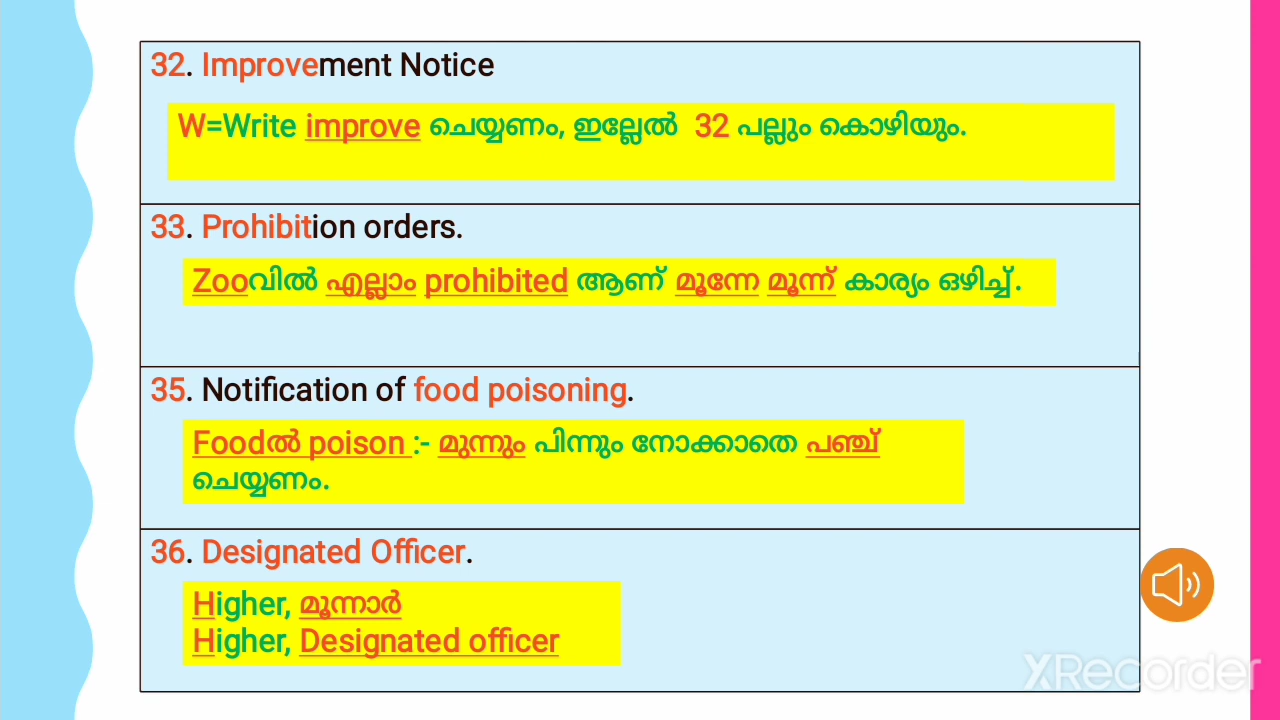 32. Improvement Notice
W=Write improve ചെയ്യണം, ഇല്ലേൽ 32 പല്ലും കൊഴിയും.
33. Prohibition orders.
Zooവിൽ എല്ലാം prohibited ആണ് മൂന്നേ മൂന്ന് കാര്യം ഒഴിച്ച്.
35. Notification of food poisoning.
Foodൽ poison :- മുന്നും പിന്നും നോക്കാതെ പഞ്ച്
ചെയ്യണം.
36. Designated Officer.
Higher, മൂന്നാർ
Higher, Designated officer
XRecorder